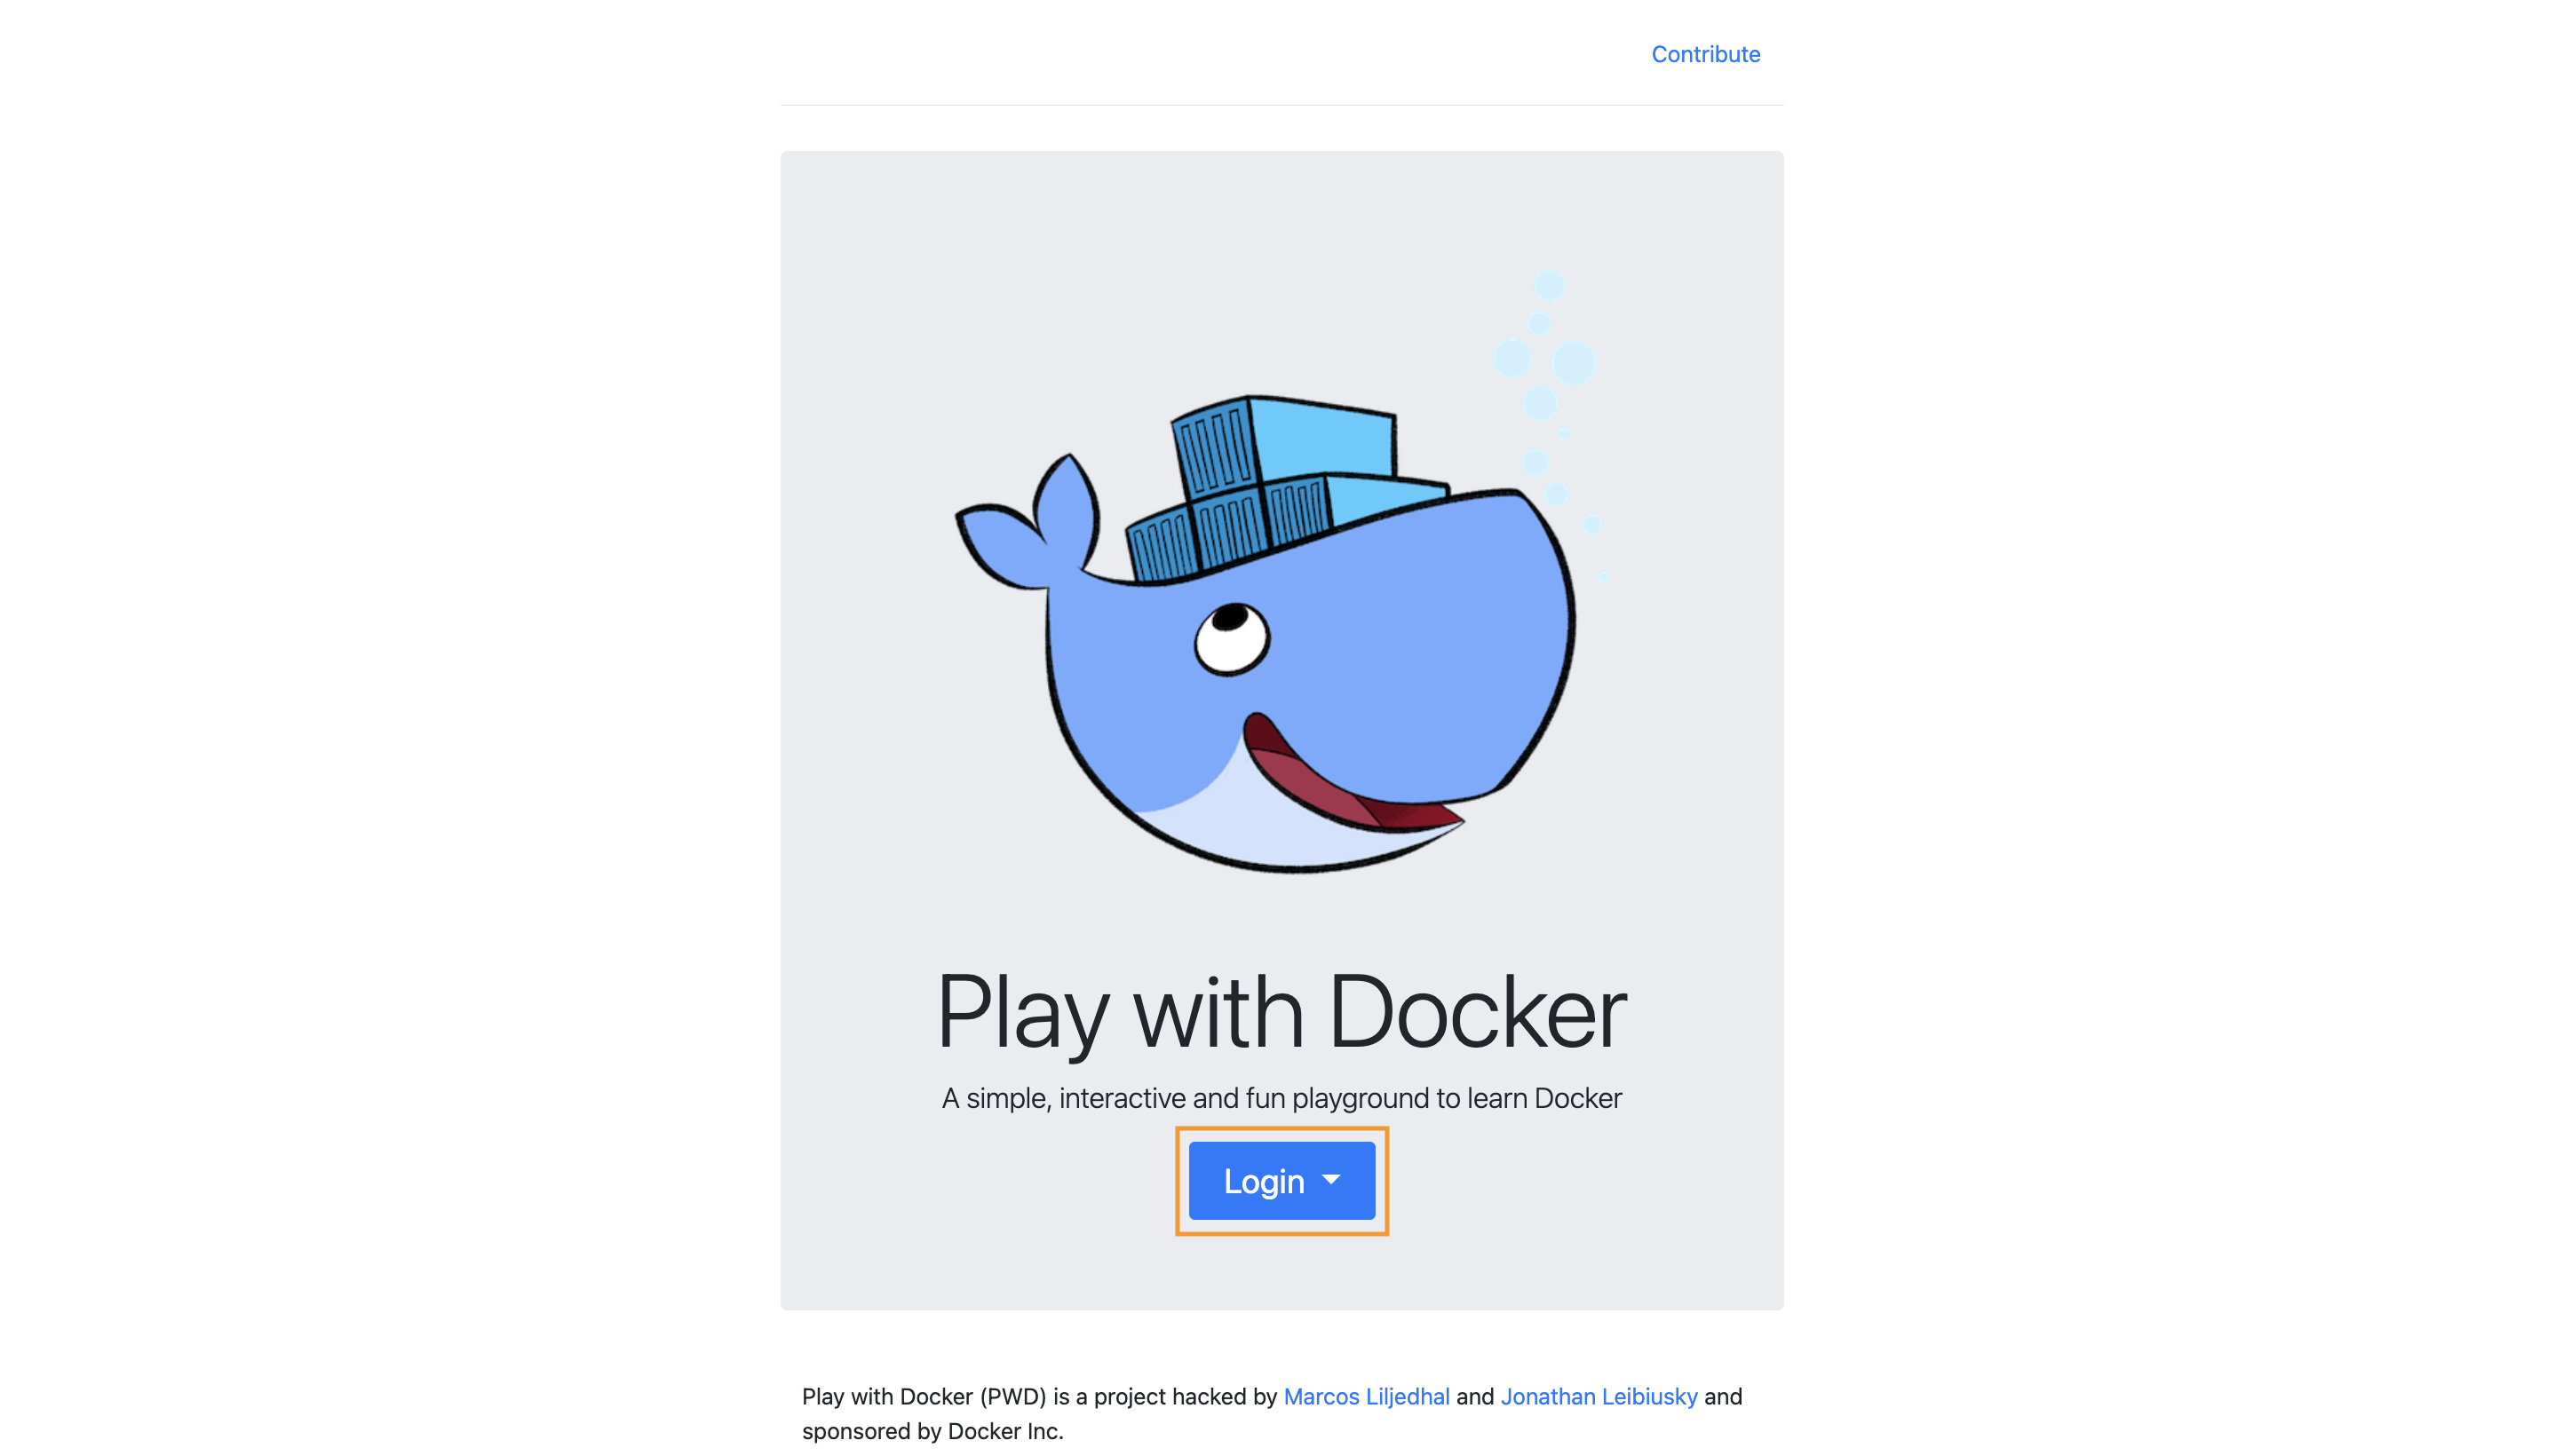 Contribute
Play with Docker
A simple, interactive and fun playground to learn Docker
Login
Play with Docker (PWD) is a project hacked by Marcos Liljedhal and Jonathan Leibiusky and
sponsored by Docker Inc.